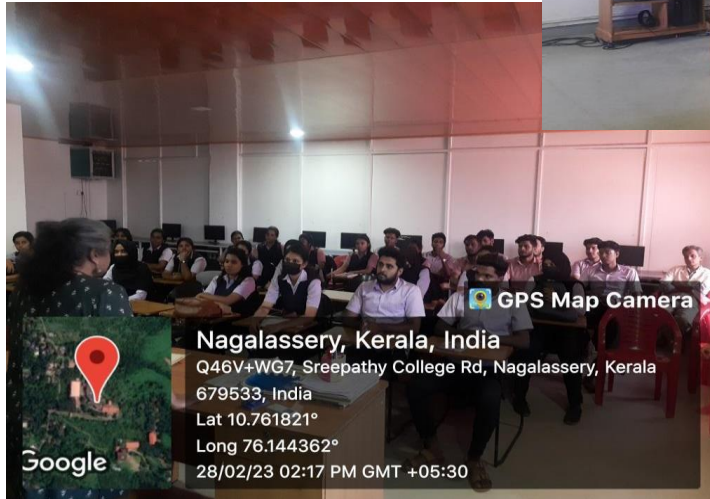 GPS Map Camera
Nagalassery, Kerala, India
Q46V+WG7, Sreepathy College Rd, Nagalassery, Kerala
679533, India
Lat 10.761821°
Long 76.144362°
28/02/23 02:17 PM GMT +05:30
Google